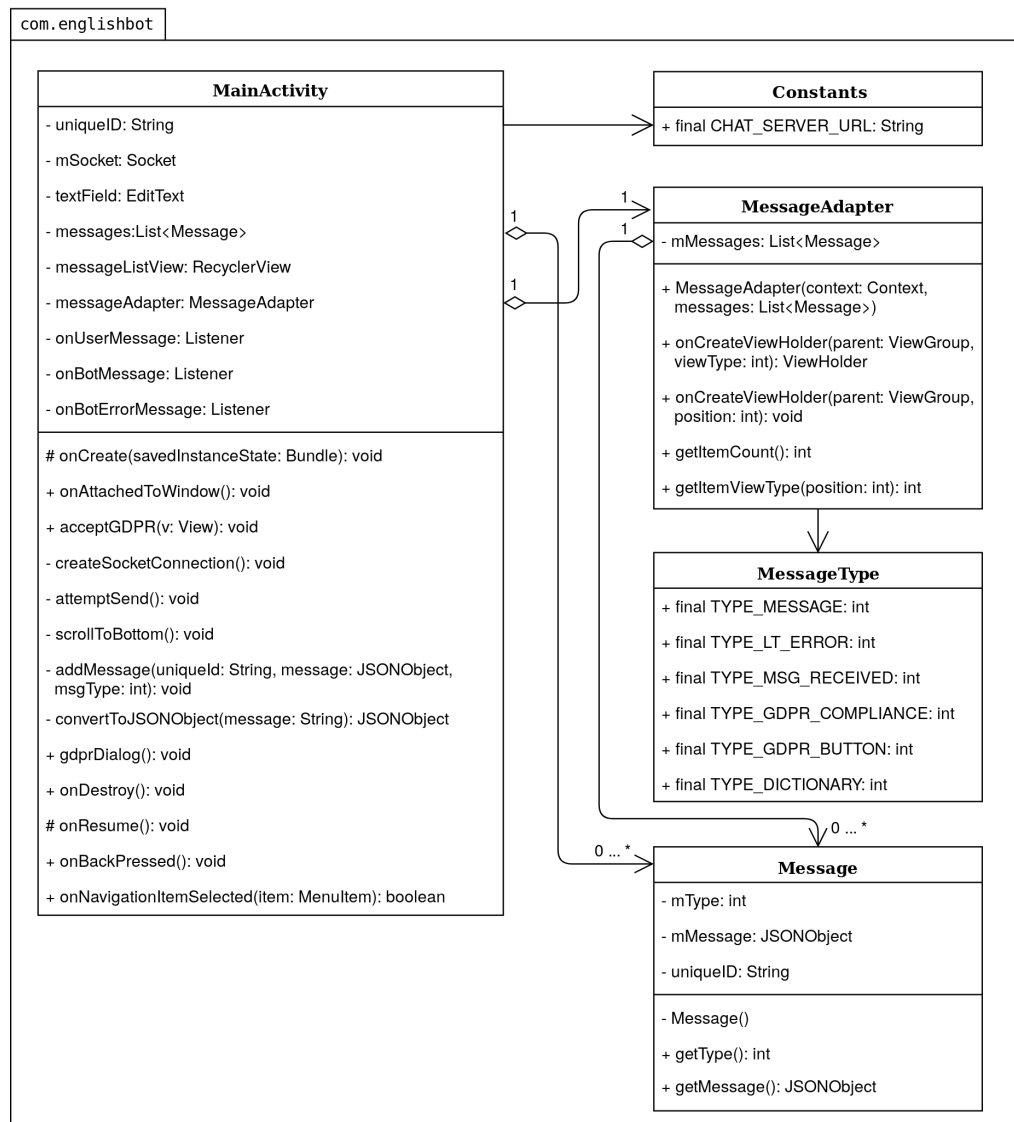 com.englishbot
MainActivity
- uniqueID: String
- mSocket: Socket
- textField: EditText
- messages:List<Message>
- messageListView: RecyclerView
- messageAdapter: MessageAdapter
- onUserMessage: Listener
- onBotMessage: Listener
- onBotErrorMessage: Listener
# onCreate(savedInstanceState: Bundle): void
+ onAttachedToWindow(): void
+ acceptGDPR(v: View): void
- createSocketConnection(): void
- attemptSend(): void
- scrollToBottom(): void
- addMessage(uniqueId: String, message: JSONObject,
msgType: int): void
- convertToJSONObject(message: String): JSONObject
+ gdprDialog(): void
+ onDestroy(): void
# onResume(): void
+ onBackPressed(): void
+ onNavigationItemSelected(item: MenuItem): boolean
1
1
1
1
0 ... *
0 ... *
Constants
+ final CHAT_SERVER_URL: String
MessageAdapter
- mMessages: List<Message>
+ MessageAdapter(context: Context,
messages: List<Message>)
+ onCreateViewHolder(parent: ViewGroup,
viewType: int): ViewHolder
+ onCreateViewHolder(parent: ViewGroup,
position: int): void
+ getItemCount(): int
+ getItemViewType(position: int): int
MessageType
+ final TYPE_MESSAGE: int
+ final TYPE_LT_ERROR: int
+ final TYPE_MSG_RECEIVED: int
+ final TYPE_GDPR_COMPLIANCE: int
+ final TYPE_GDPR_BUTTON: int
+ final TYPE_DICTIONARY: int
Message
- mType: int
- mMessage: JSONObject
- uniqueID: String
- Message()
+ getType(): int
+ getMessage(): JSONObject